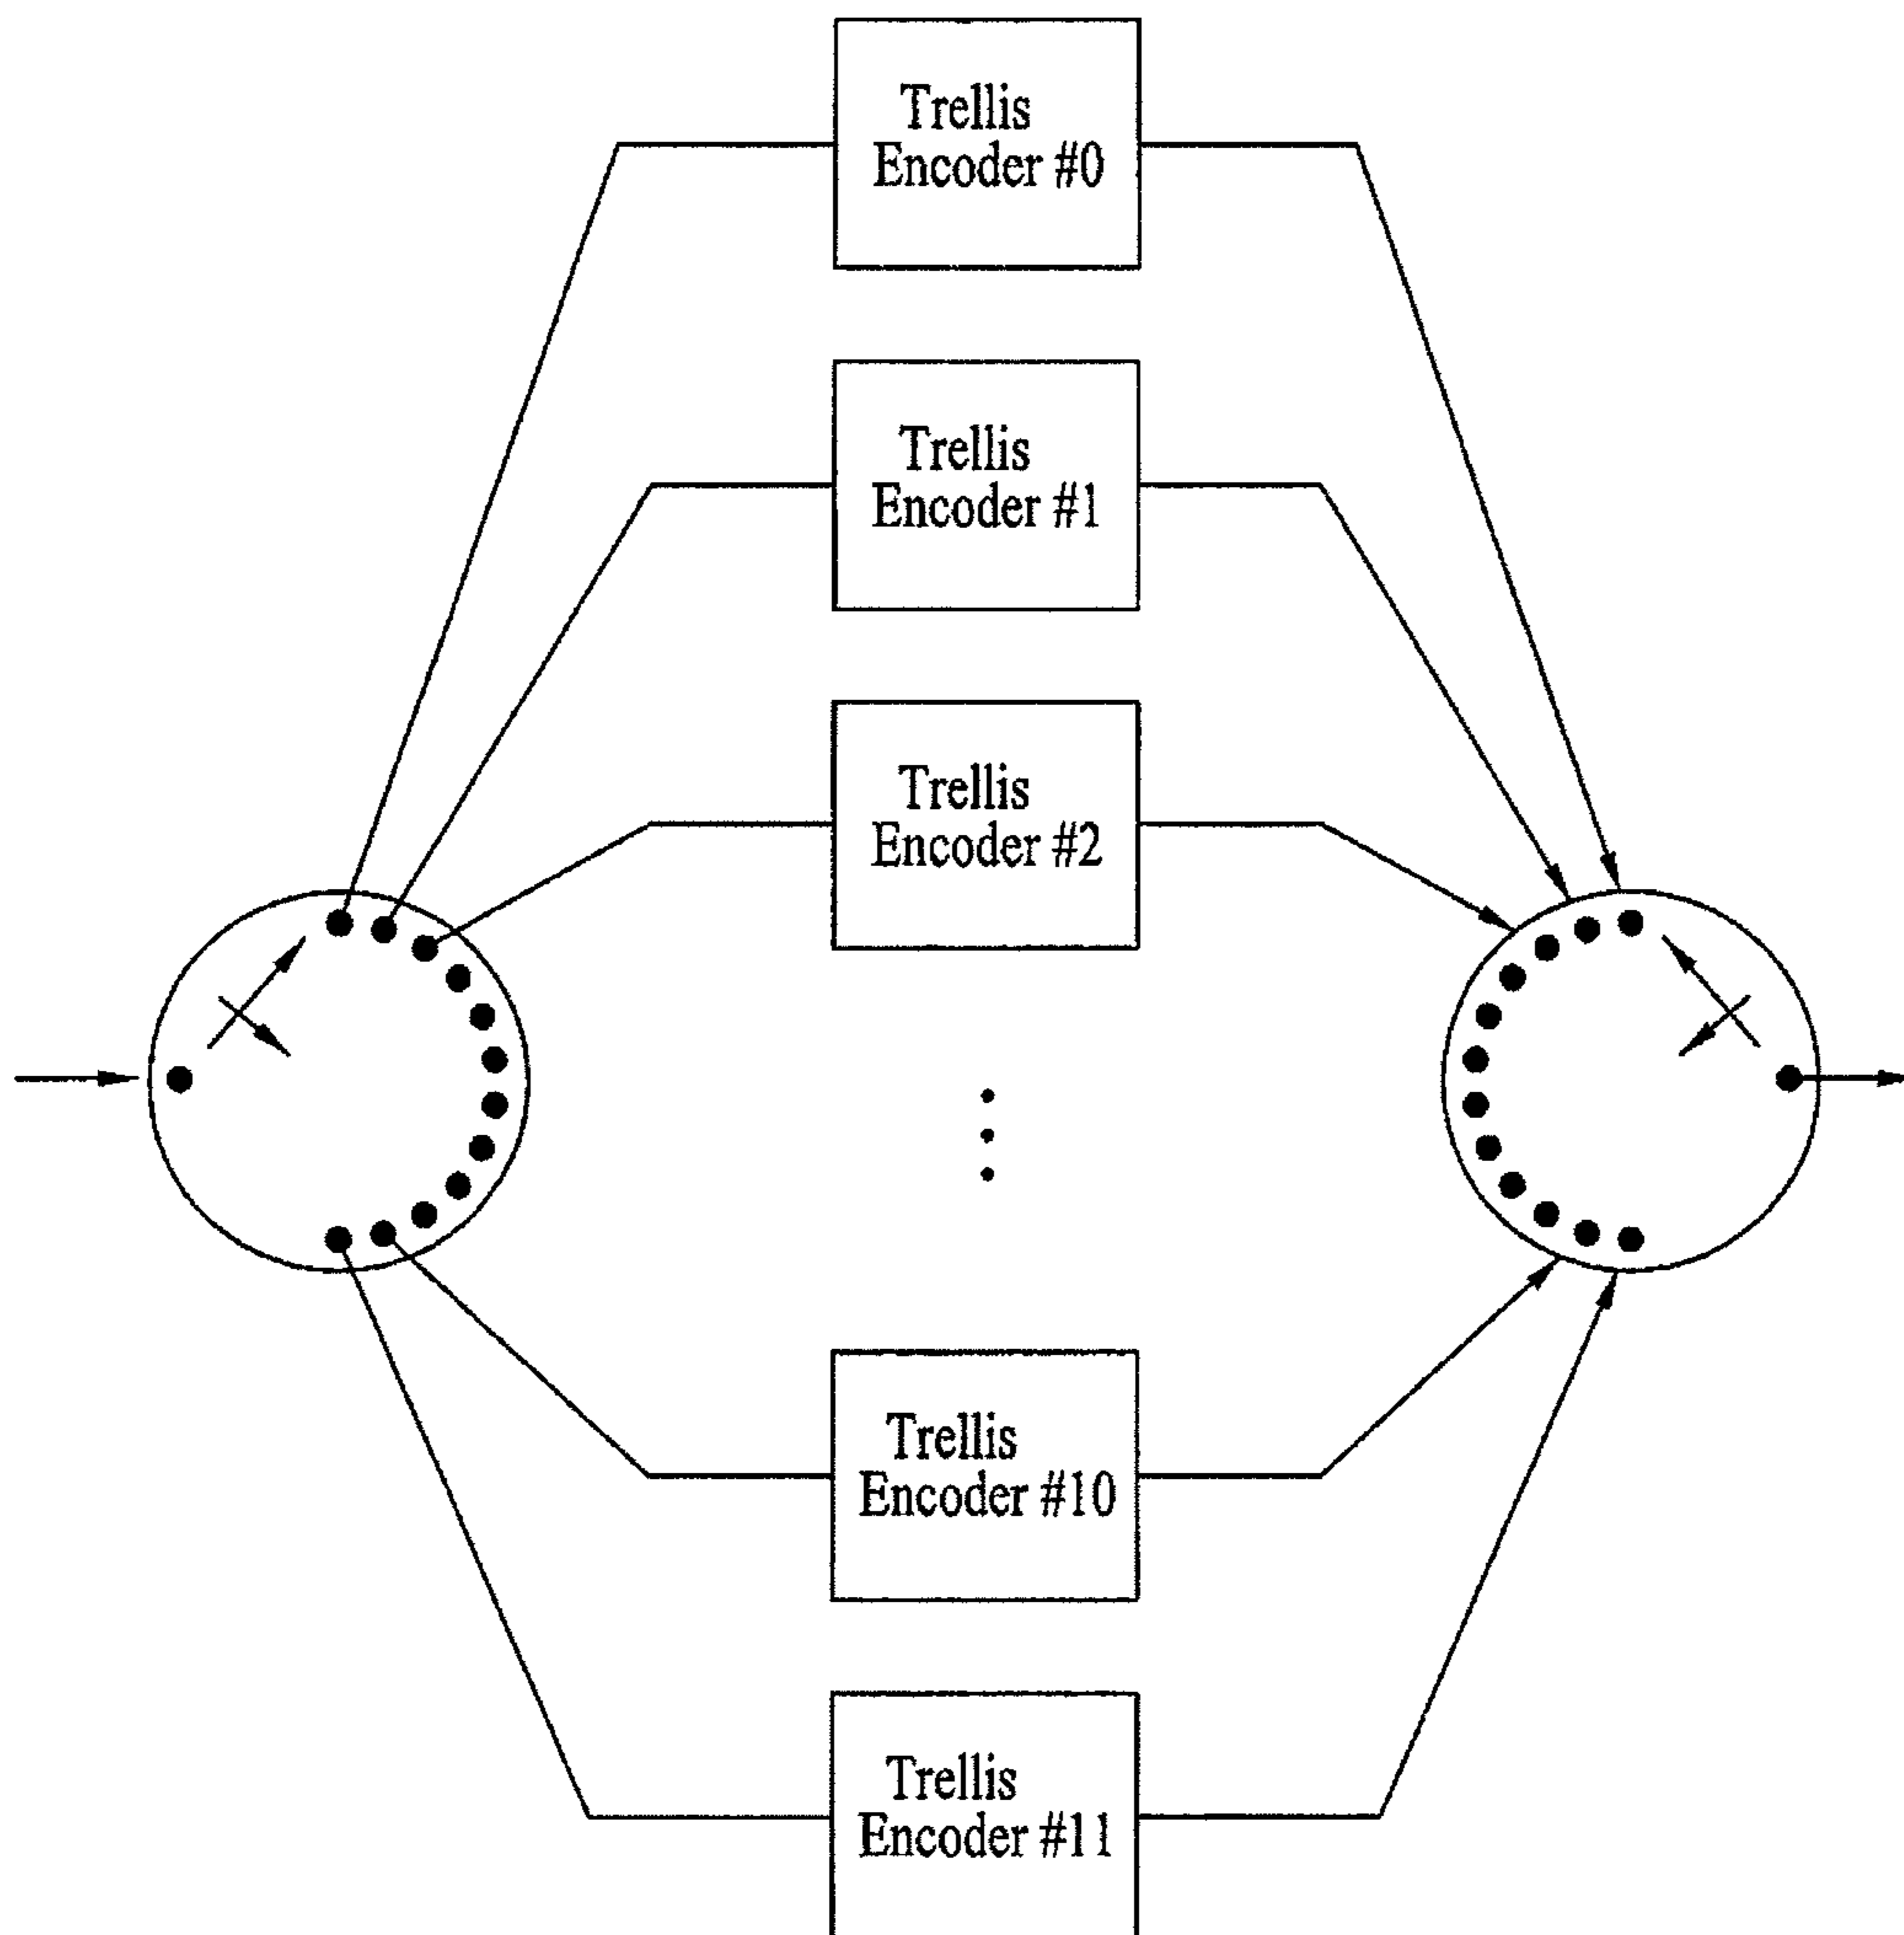 Trellis
Encoder #0
Trellis
Encoder #1
Trellis
Encoder #2
Trellis
Encoder #10
Trellis
Encoder #11